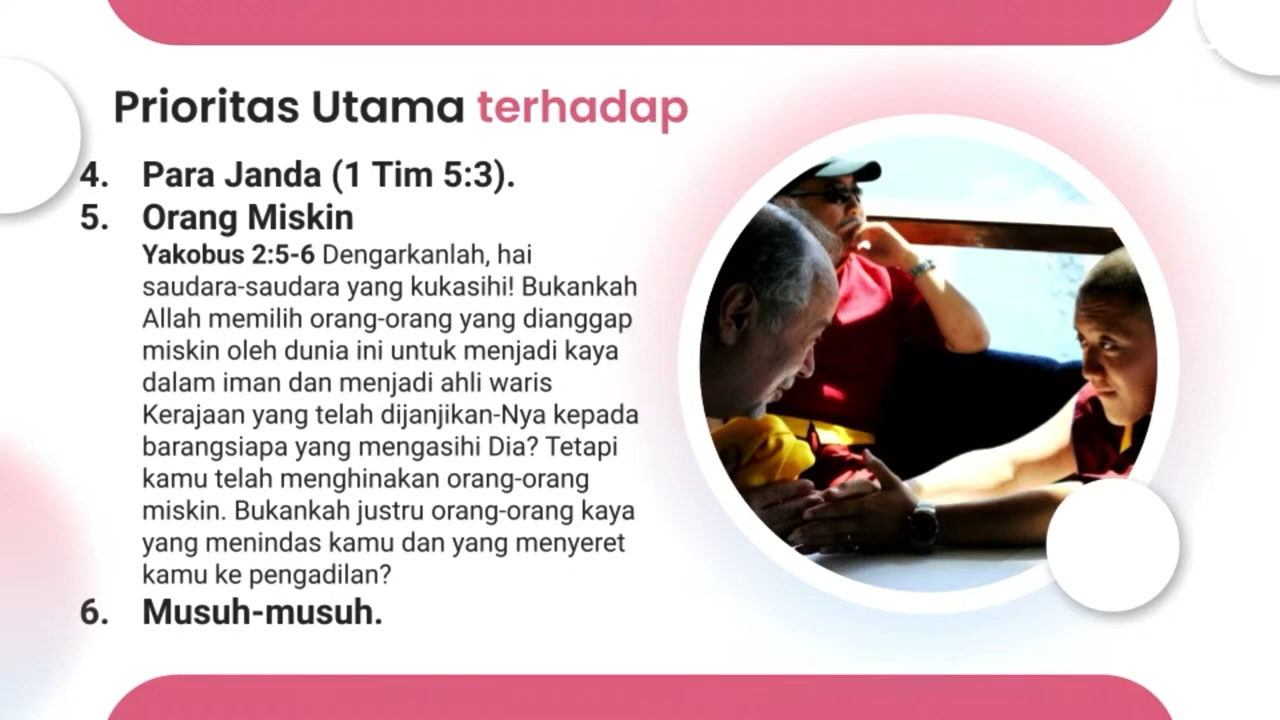 Prioritas Utama terhadap
4. Para Janda (1 Tim 5:3).
5. Orang Miskin
Yakobus 2:5-6 Dengarkanlah, hai
saudara-saudara yang kukasihi! Bukankah
Allah memilih orang-orang yang dianggap
miskin oleh dunia ini untuk menjadi kaya
dalam iman dan menjadi ahli waris
Kerajaan yang telah dijanjikan-Nya kepada
barangsiapa yang mengasihi Dia? Tetapi
kamu telah menghinakan orang-orang
miskin. Bukankah justru orang-orang kaya
yang menindas kamu dan yang menyeret
kamu ke pengadilan?
6. Musuh-musuh.